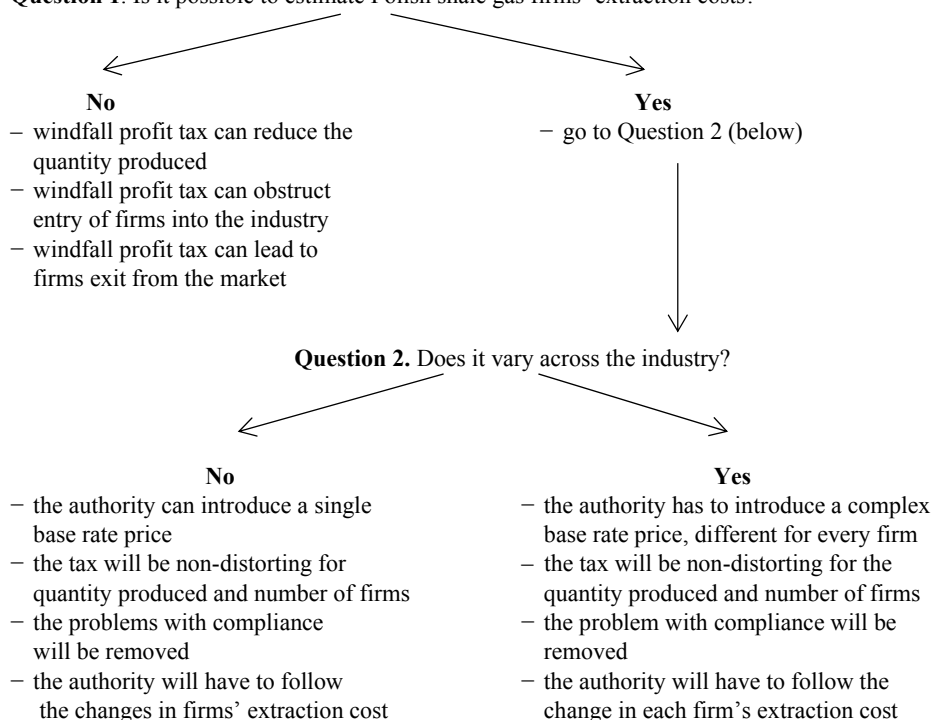 Question 1. Is it possible to estimate Polish shale gas firms' extraction costs?
No
– windfall profit tax can reduce the
quantity produced
– windfall profit tax can obstruct
entry of firms into the industry
– windfall profit tax can lead to
firms exit from the market
Yes
– go to Question 2 (below)
Question 2. Does it vary across the industry?
No
– the authority can introduce a single
base rate price
– the tax will be non-distorting for
quantity produced and number of firms
– the problems with compliance
will be removed
– the authority will have to follow
the changes in firms' extraction cost
Yes
– the authority has to introduce a complex
base rate price, different for every firm
– the tax will be non-distorting for the
quantity produced and number of firms
– the problem with compliance will be
removed
– the authority will have to follow the
change in each firm's extraction cost